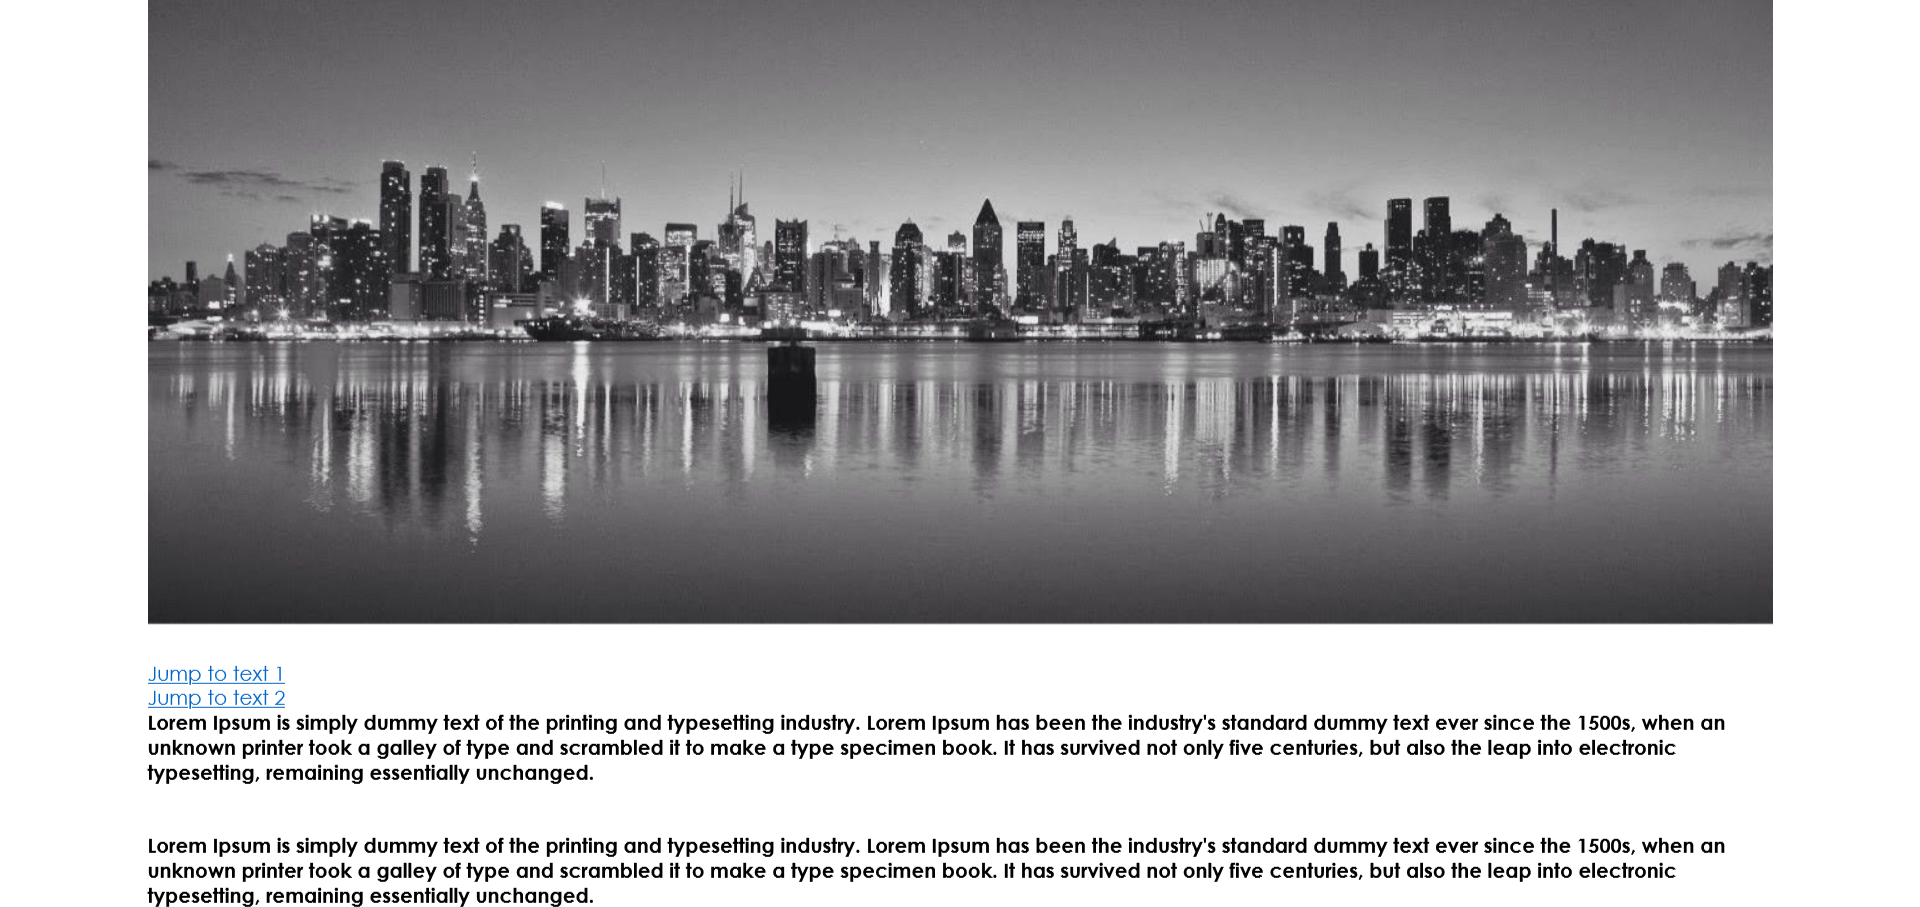 Jump to text 1
Jump to text 2
Lorem Ipsum is simply dummy text of the printing and typesetting industry. Lorem Ipsum has been the industry's standard dummy text ever since the 1500s, when an
unknown printer took a galley of type and scrambled it to make a type specimen book. It has survived not only five centuries, but also the leap into electronic
typesetting, remaining essentially unchanged.
Lorem Ipsum is simply dummy text of the printing and typesetting industry. Lorem Ipsum has been the industry's standard dummy text ever since the 1500s, when an
unknown printer took a galley of type and scrambled it to make a type specimen book. It has survived not only five centuries, but also the leap into electronic
typesetting, remaining essentially unchanged.